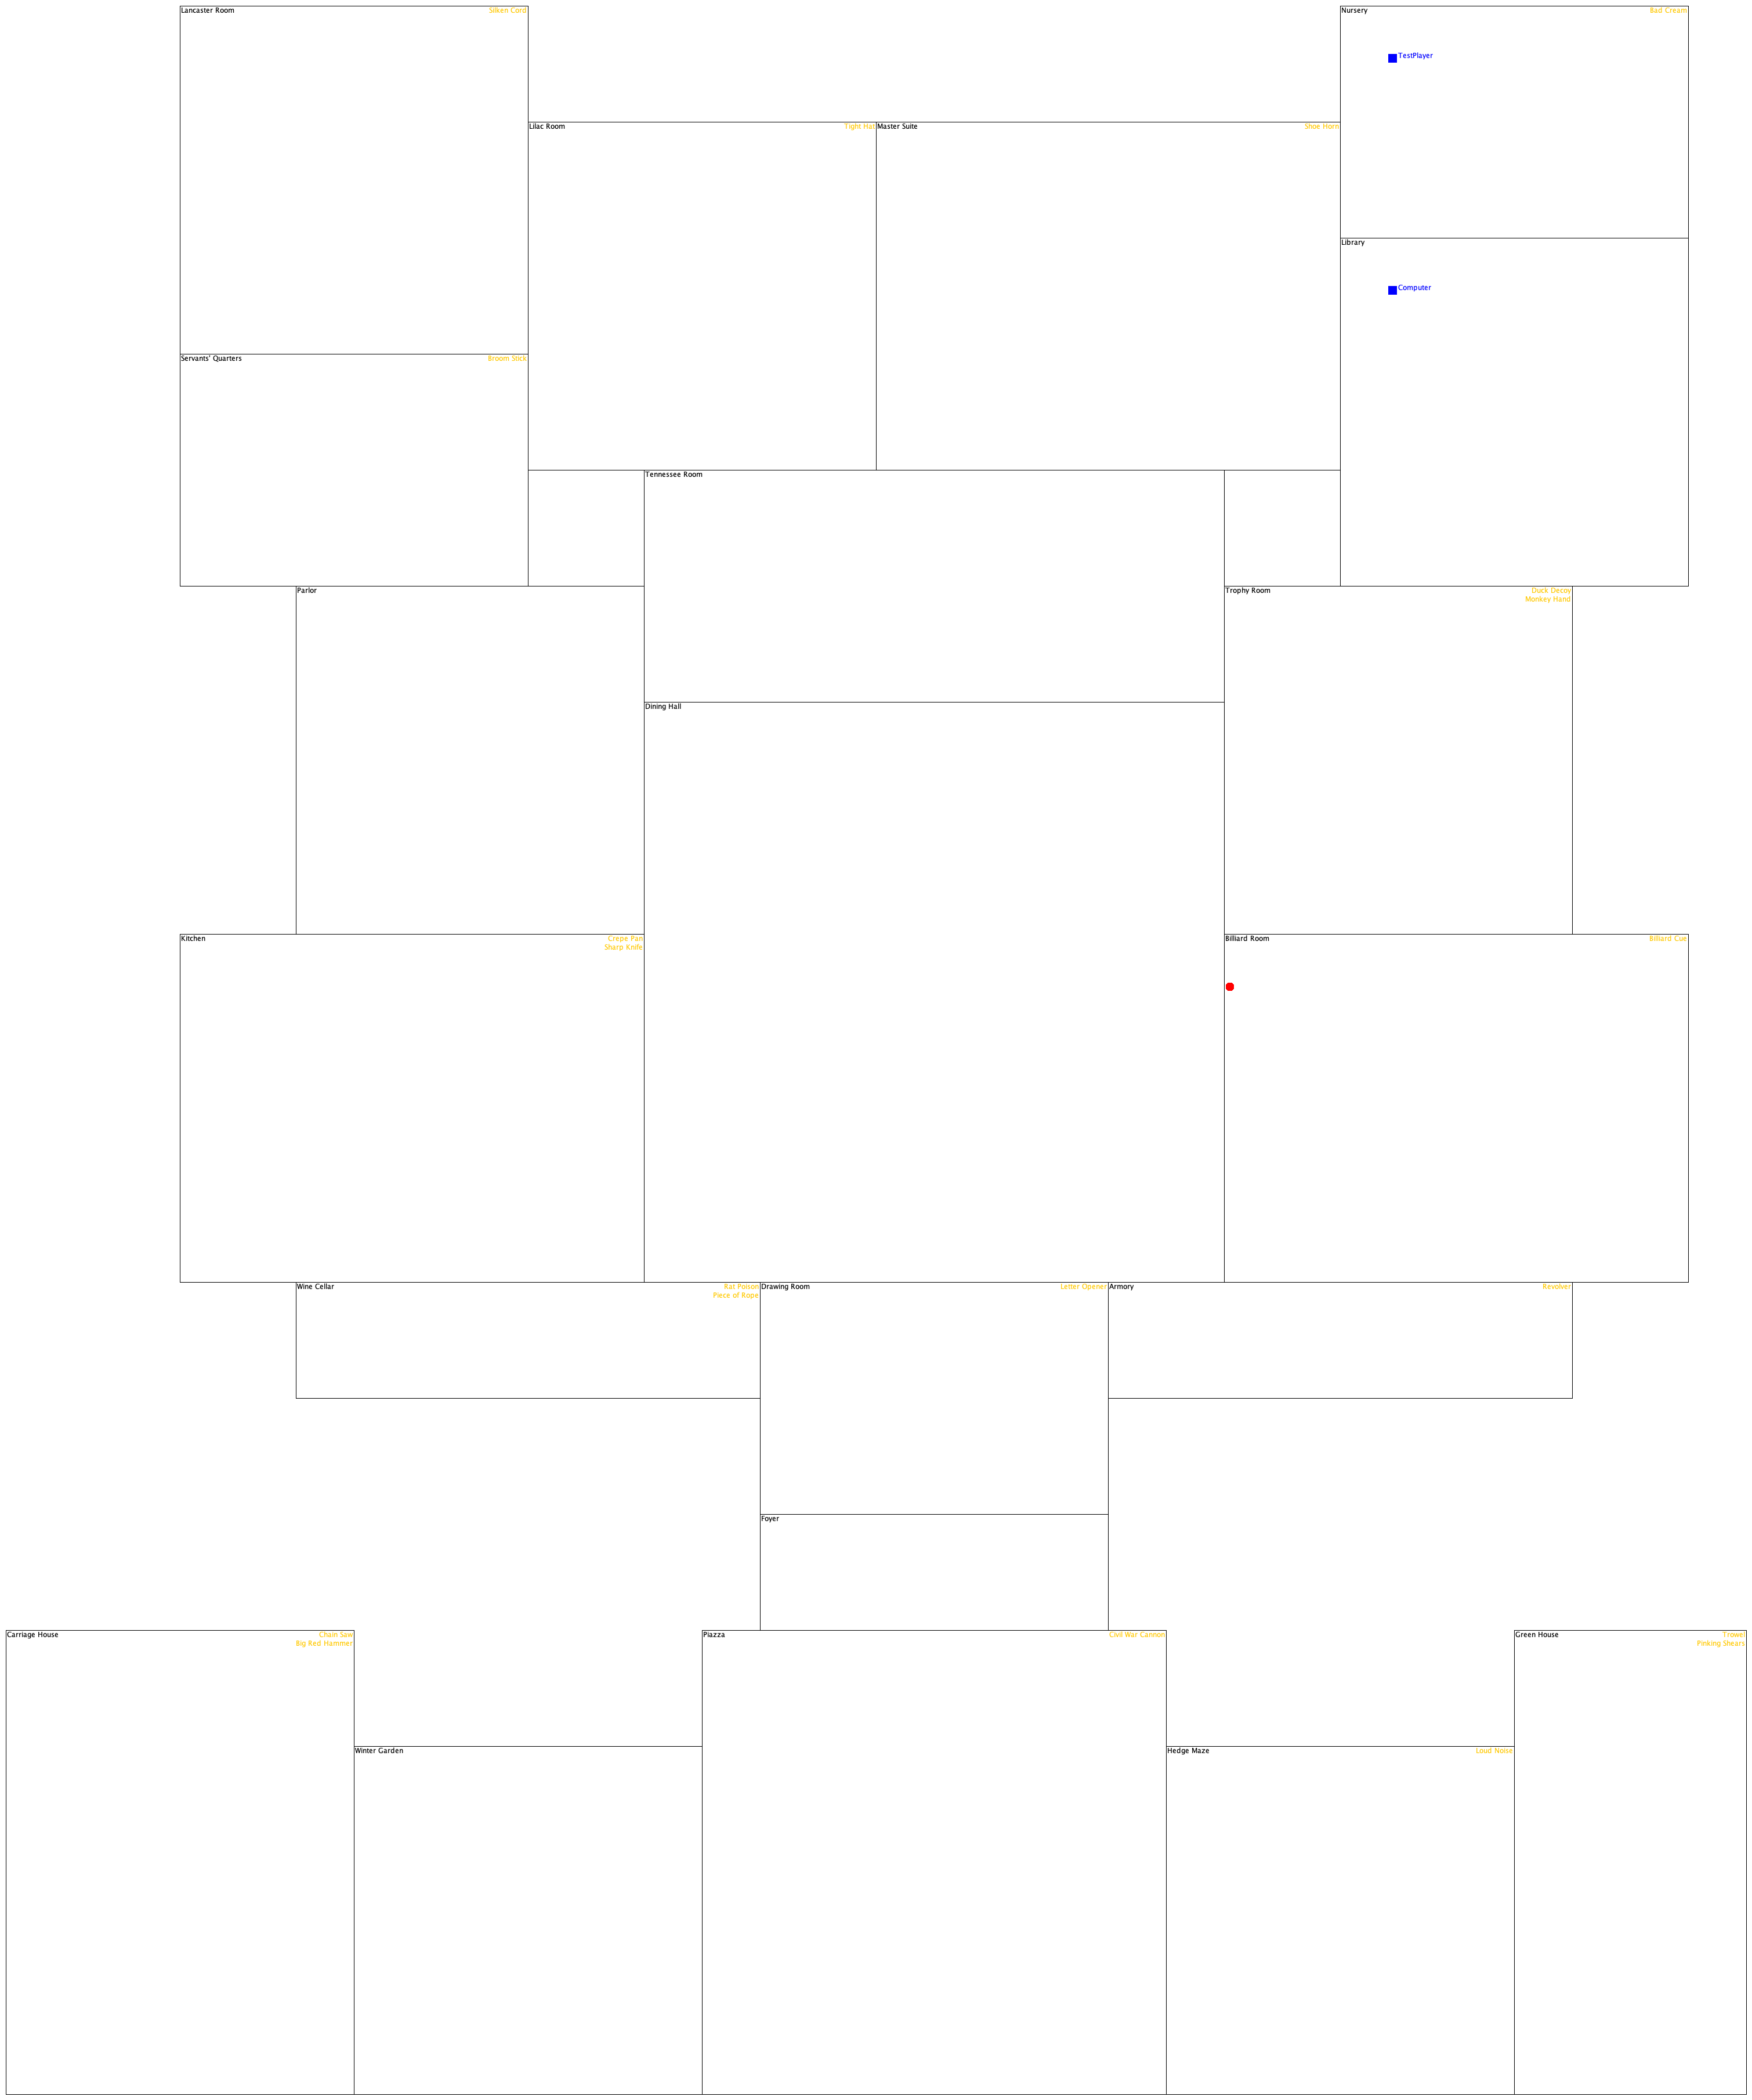 Lancaster Room
Silken Cord
Nursery
Bad Cream
TestPlayer
Lilac Room
Tight Hat
Master Suite
Shoe Horn
Library
Computer
Servants' Quarters
Broom Stick
Tennessee Room
Parlor
Trophy Room
Duck Decoy
Monkey Hand
Dining Hall
Kitchen
Crepe Pan
Sharp Knife
Billiard Room
Billiard Cue
Wine Cellar
Rat Poison
Piece of Rope
Drawing Room
Letter Opener
Armory
Revolver
Foyer
Carriage House
Chain Saw
Big Red Hammer
Piazza
Civil War Cannon
Green House
Trowel
Pinking Shears
Winter Garden
Hedge Maze
Loud Noise